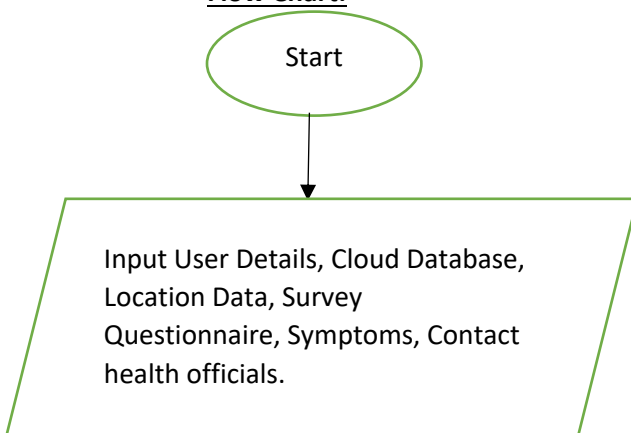 Flow Chart:
Start
Input User Details, Cloud Database,
Location Data, Survey
Questionnaire, Symptoms, Contact
health officials.